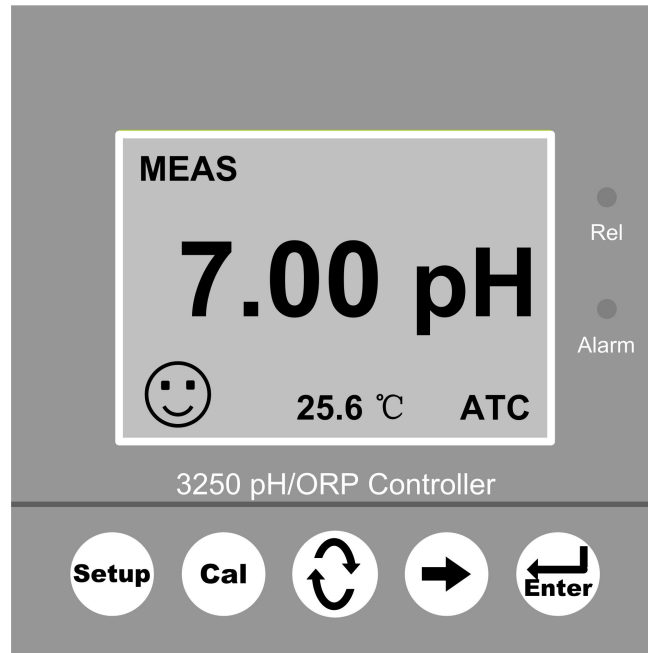 MEAS
7.00 pH
25.6 ℃ ATC
Rel
Alarm
3250 pH/ORP Controller
Setup Cal Enter